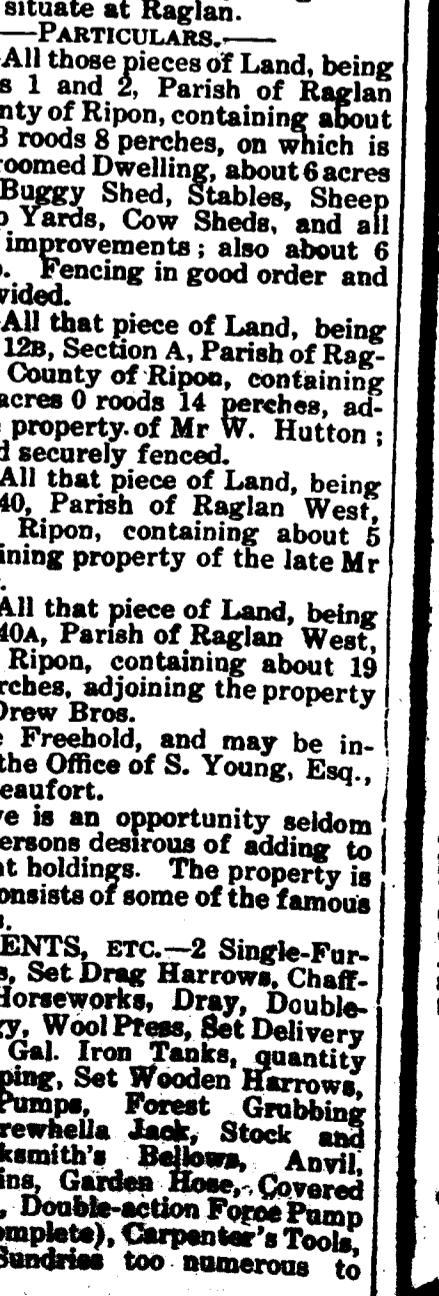 situate at Raglan.
—PARTICULARS.—
All those pieces of Land, being
s 1 and 2, Parish of Raglan
nty of Ripon, containing about
3 roods 8 perches, on which is
roomed Dwelling, about 6 acres
Buggy Shed, Stables, Sheep
p Yards, Cow Sheds, and all
improvements; also about 6
. Fencing in good order and
vided.
All that piece of Land, being
12B, Section A, Parish of Rag-
County of Ripon, containing
acres 0 roods 14 perches, ad-
property of Mr W. Hutton;
d securely fenced.
All that piece of Land, being
40, Parish of Raglan West,
Ripon, containing about 5
ining property of the late Mr
All that piece of Land, being
40A, Parish of Raglan West,
Ripon, containing about 19
rches, adjoining the property
Drew Bros.
e Freehold, and may be in-
the Office of S. Young, Esq.,
eaufort.
ve is an opportunity seldom
ersons desirous of adding to
nt holdings. The property is
onsists of some of the famous
s.
ENTS, ETC.—2 Single-Fur-
s, Set Drag Harrows, Chaff-
Horseworks, Dray, Double-
gy, Wool Press, Set Delivery
Gal. Iron Tanks, quantity
ping, Set Wooden Harrows,
Pumps, Forest Grubbing
rewhella Jack, Stock and
ksmith's Bellows, Anvil,
ins, Garden Hose, Covered
, Double-action Force Pump
omplete), Carpenter's Tools,
Sundries too numerous to